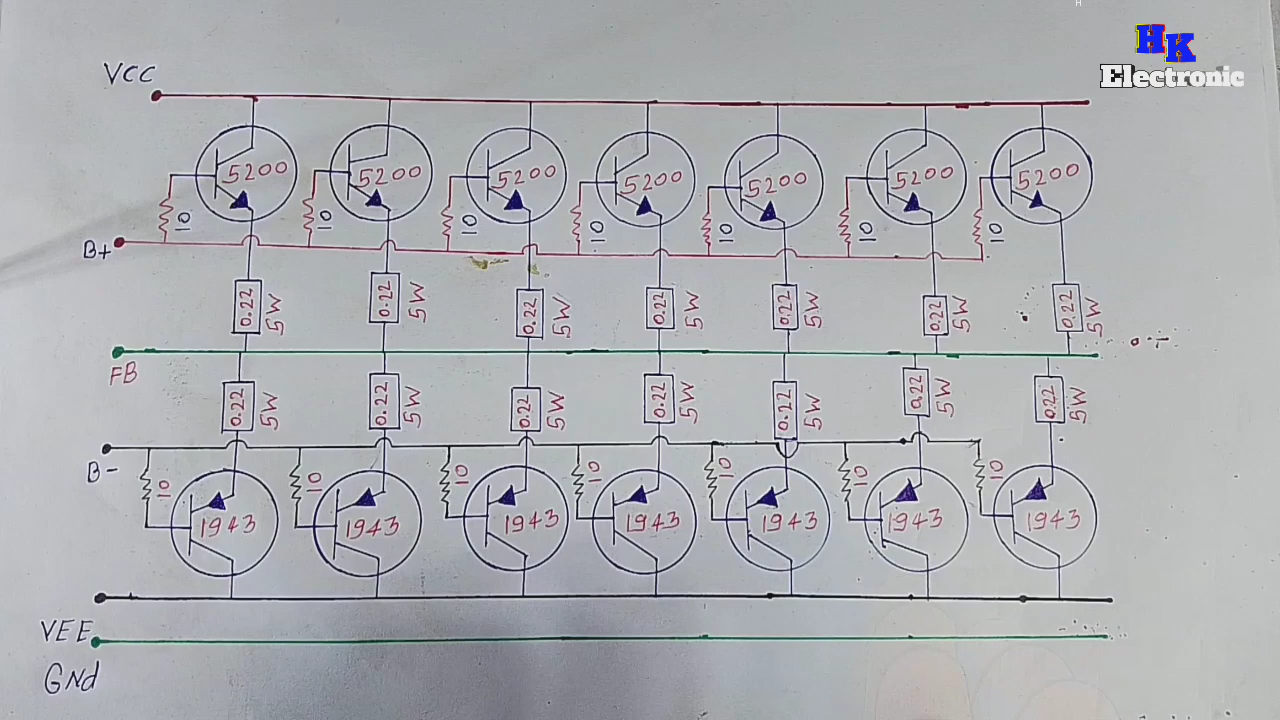 H
HK
Electronic
VCC
5200 5200 5200 5200 5200 5200 5200
10 10 10 10 10 10 10
B+
0.22 5W 0.22 5W 0.22 5W 0.22 5W 0.22 5W 0.22 5W 0.22 5W
FB
0.22 5W 0.22 5W 0.22 5W 0.22 5W 0.22 5W 0.22 5W 0.22 5W
B-
10 10 10 10 10 10 10
1943 1943 1943 1943 1943 1943 1943
VEE
GNd